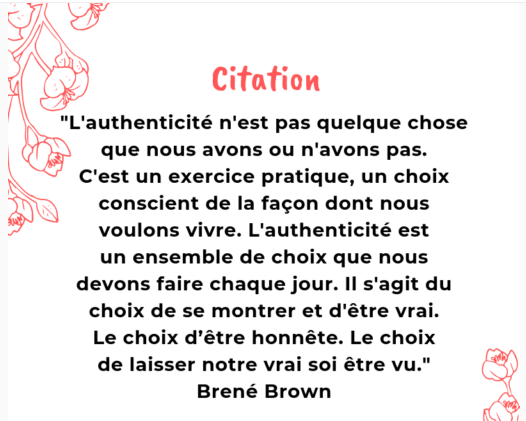 Citation
"L'authenticité n'est pas quelque chose
que nous avons ou n'avons pas.
C'est un exercice pratique, un choix
conscient de la façon dont nous
voulons vivre. L'authenticité est
un ensemble de choix que nous
devons faire chaque jour. Il s'agit du
choix de se montrer et d'être vrai.
Le choix d’être honnête. Le choix
de laisser notre vrai soi être vu."
Brené Brown